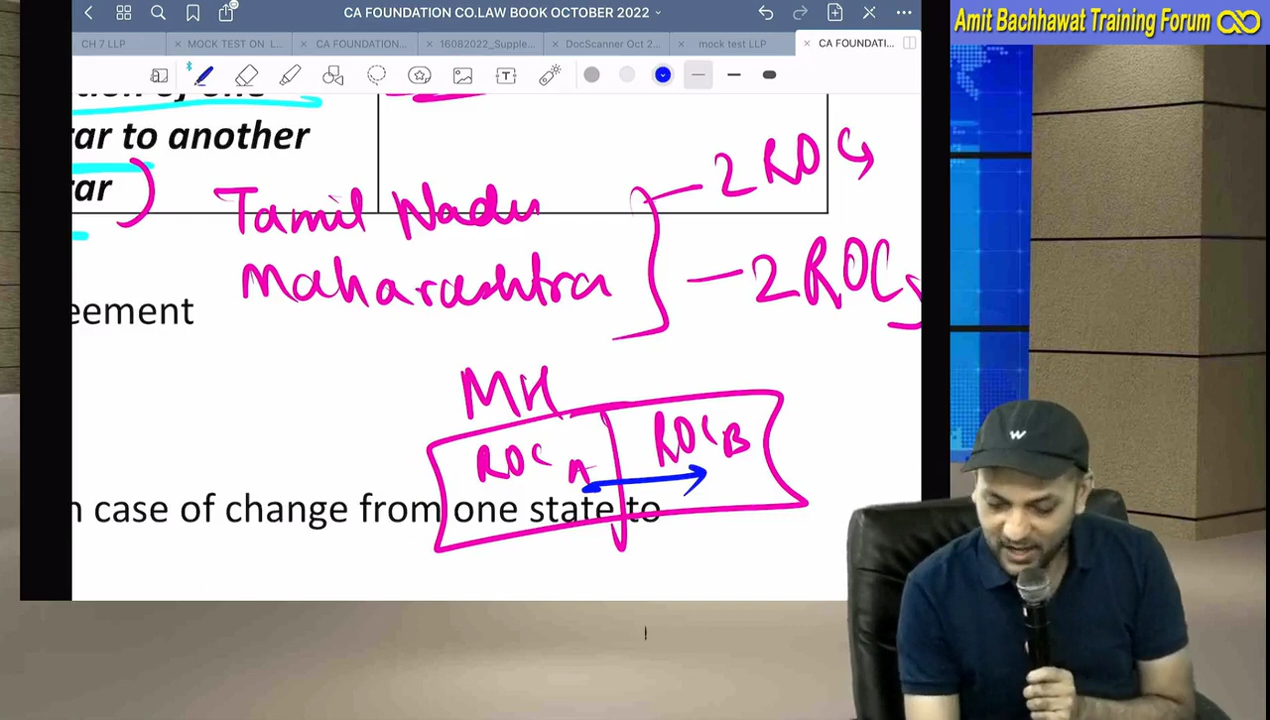 CA FOUNDATION CO.LAW BOOK OCTOBER 2022
Amit Bachhawat Training Forum
CH 7 LLP
MOCK TEST ON L...
CA FOUNDATION...
16082022_Supple...
DocScanner Oct 2...
mock test LLP
CA FOUNDATI...
rar to another
rar
Tamil Nadu
2 ROCs
Maharashtra
2 ROCs
eement
MH
ROC A
ROC B
n case of change from one state to
W